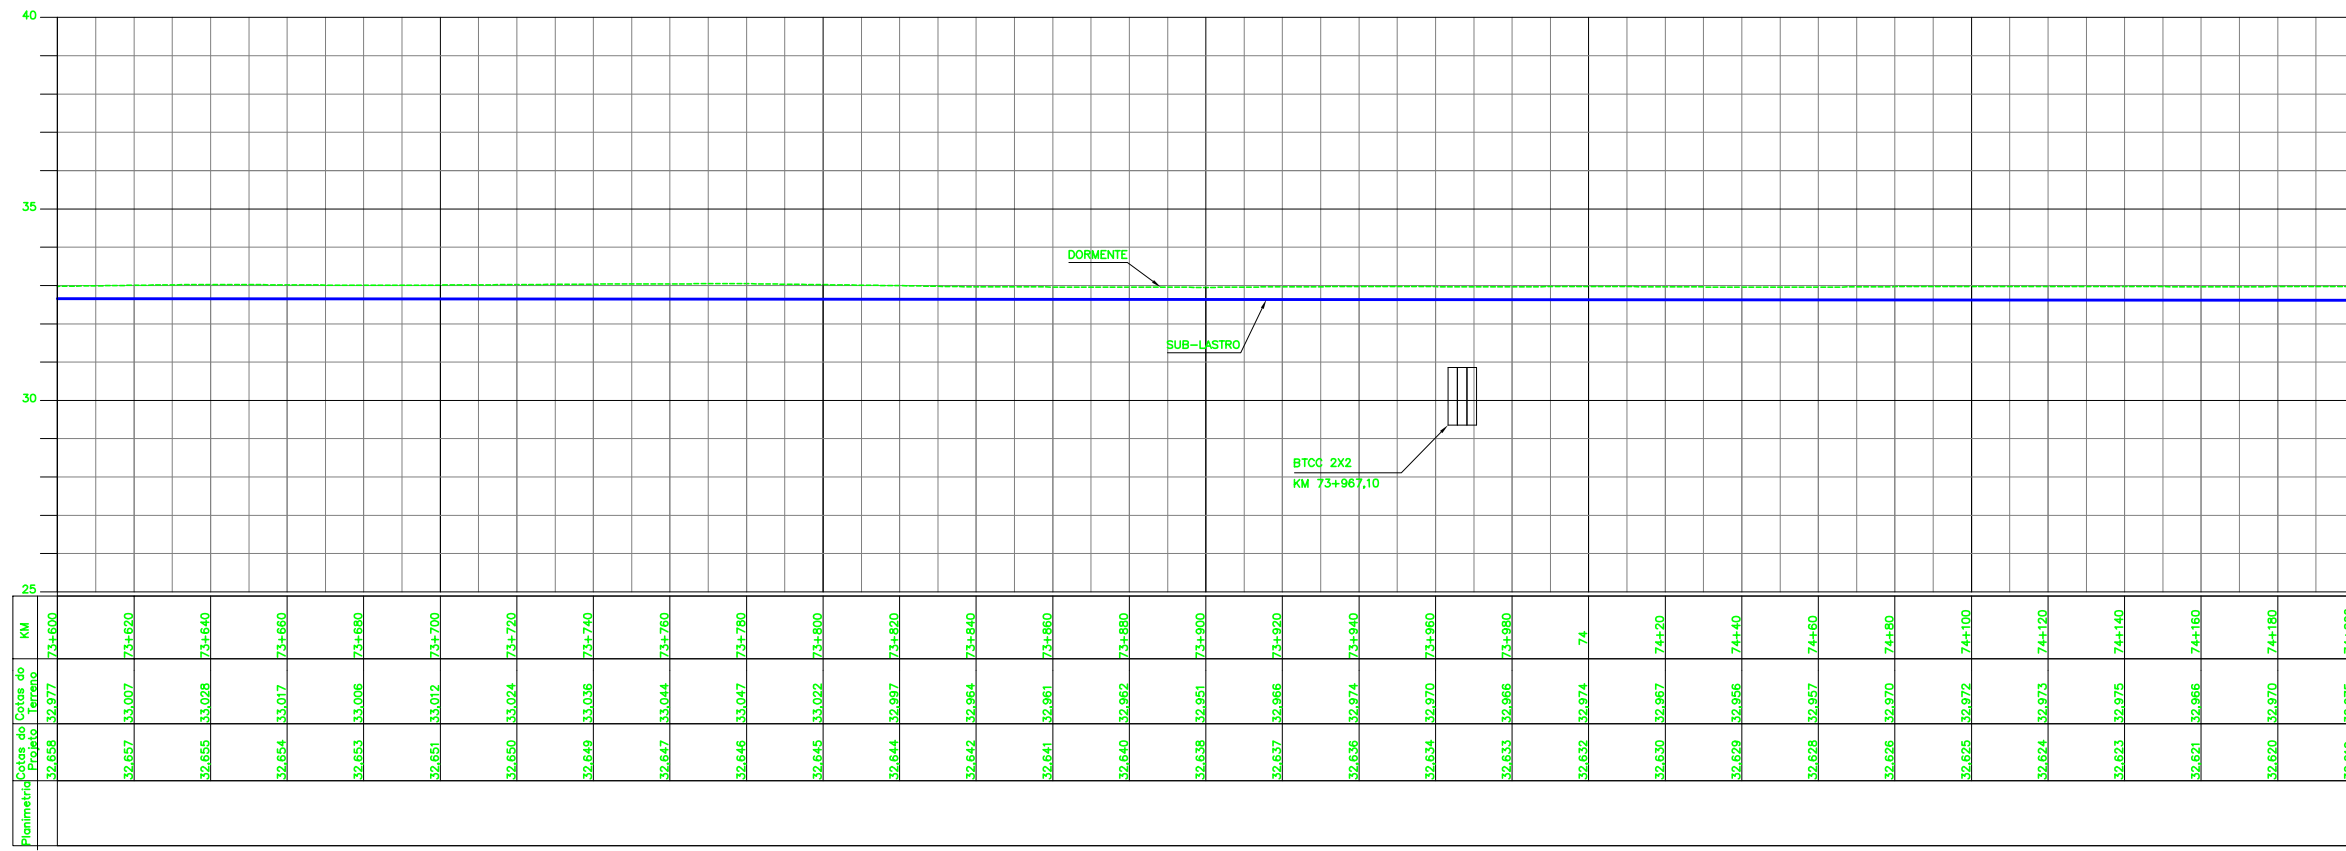 40
35
DORMENTE
SUB-LASTRO
30
BTCC 2X2
KM 73+967,10
25
KM
73+600 73+620 73+640 73+660 73+680 73+700 73+720 73+740 73+760 73+780 73+800 73+820 73+840 73+860 73+880 73+900 73+920 73+940 73+960 73+980 74 74+20 74+40 74+60 74+80 74+100 74+120 74+140 74+160 74+180
Cotas do
Terreno
32,977 33,007 33,028 33,017 33,006 33,012 33,024 33,036 33,044 33,047 33,022 32,997 32,964 32,961 32,962 32,951 32,966 32,974 32,970 32,966 32,974 32,967 32,956 32,957 32,970 32,972 32,973 32,975 32,966 32,970
Cotas do
Projeto
32,658 32,657 32,655 32,654 32,653 32,651 32,650 32,649 32,647 32,646 32,645 32,644 32,642 32,641 32,640 32,638 32,637 32,636 32,634 32,633 32,632 32,630 32,629 32,628 32,626 32,625 32,624 32,623 32,621 32,620
Planimetria